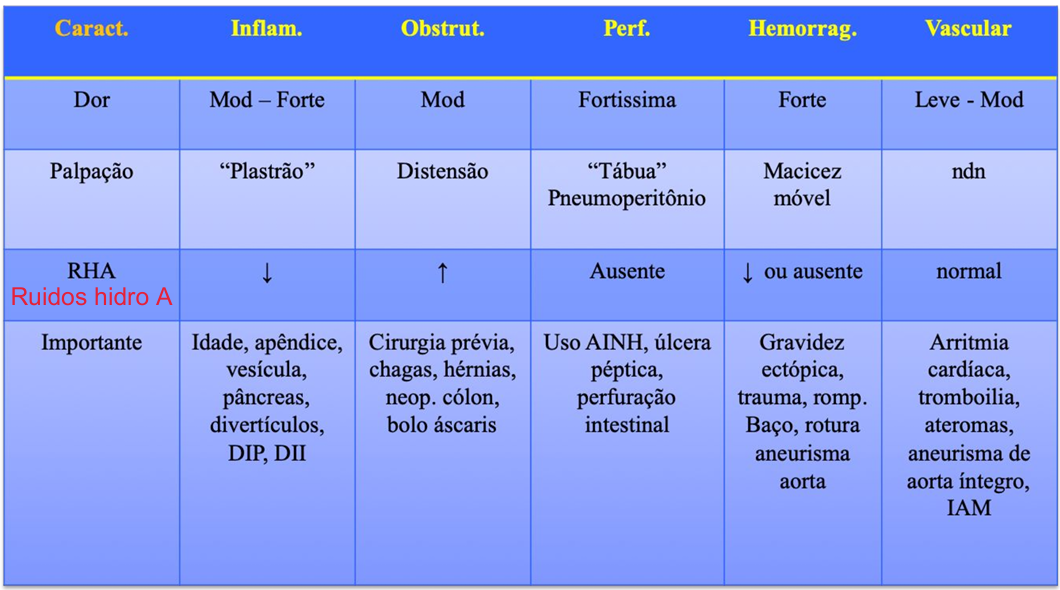 Caract. Inflam. Obstrut. Perf. Hemorrag. Vascular
Dor Mod – Forte Mod Fortissima Forte Leve - Mod
Palpação “Plastrão” Distensão “Tábua” Macicez ndn
Pneumoperitônio móvel
RHA ↓ ↑ Ausente ↓ ou ausente normal
Ruidos hidro A
Importante Idade, apêndice, Cirurgia prévia, Uso AINH, úlcera Gravidez Arritmia
vesícula, chagas, hérnias, péptica, ectópica, cardíaca,
pâncreas, neop. cólon, perfuração trauma, romp. tromboilia,
divertículos, bolo áscaris intestinal Baço, rotura ateromas,
DIP, DII aneurisma aneurisma de
aorta aorta íntegro,
IAM